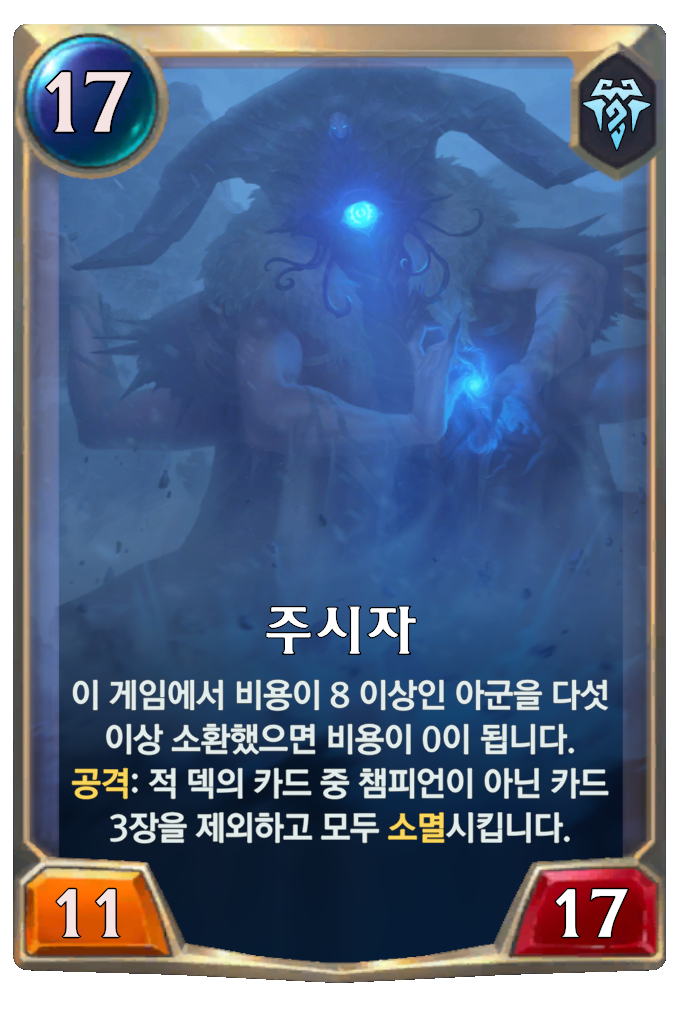 17
주시자
이 게임에서 비용이 8 이상인 아군을 다섯
이상 소환했으면 비용이 0이 됩니다.
공격: 적 덱의 카드 중 챔피언이 아닌 카드
3장을 제외하고 모두 소멸시킵니다.
11
17